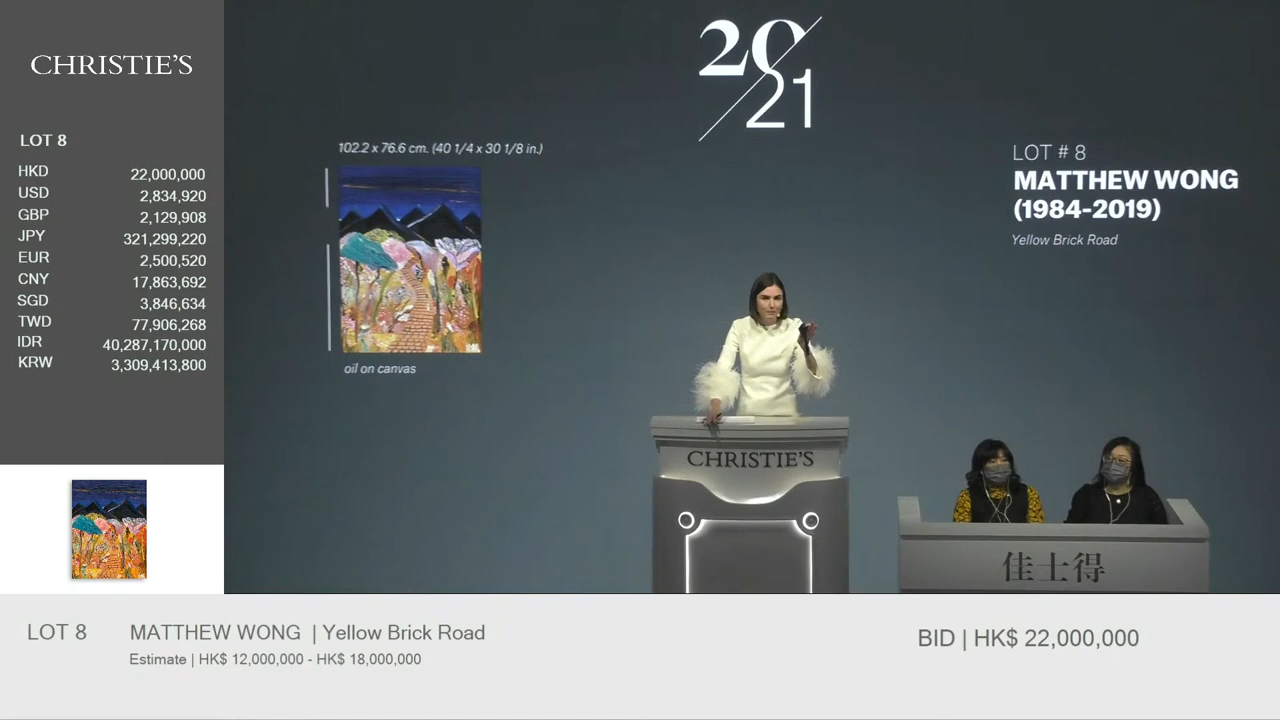 CHRISTIE'S
LOT 8
HKD 22,000,000
USD 2,834,920
GBP 2,129,908
JPY 321,299,220
EUR 2,500,520
CNY 17,863,692
SGD 3,846,634
TWD 77,906,268
IDR 40,287,170,000
KRW 3,309,413,800
20/21
102.2 x 76.6 cm. (40 1/4 x 30 1/8 in.)
oil on canvas
LOT # 8
MATTHEW WONG
(1984-2019)
Yellow Brick Road
CHRISTIE'S
佳士得
LOT 8 MATTHEW WONG | Yellow Brick Road
Estimate | HK$ 12,000,000 - HK$ 18,000,000
BID | HK$ 22,000,000